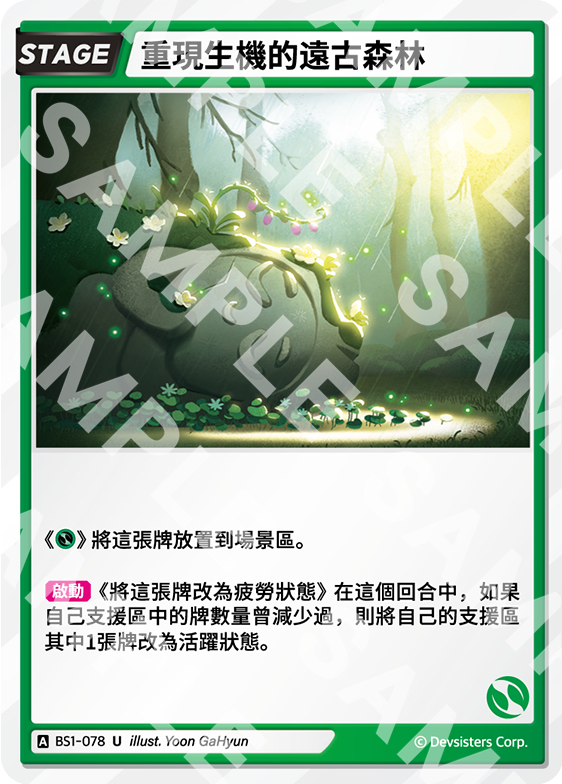 STAGE
重現生機的遠古森林
SAMPLE SAMPLE SAMPLE
《》將這張牌放置到場景區。
啟動《將這張牌改為疲勞狀態》在這個回合中，如果
自己支援區中的牌數量曾減少過，則將自己的支援區
其中1張牌改為活躍狀態。
A BS1-078 U illust. Yoon GaHyun
© Devsisters Corp.